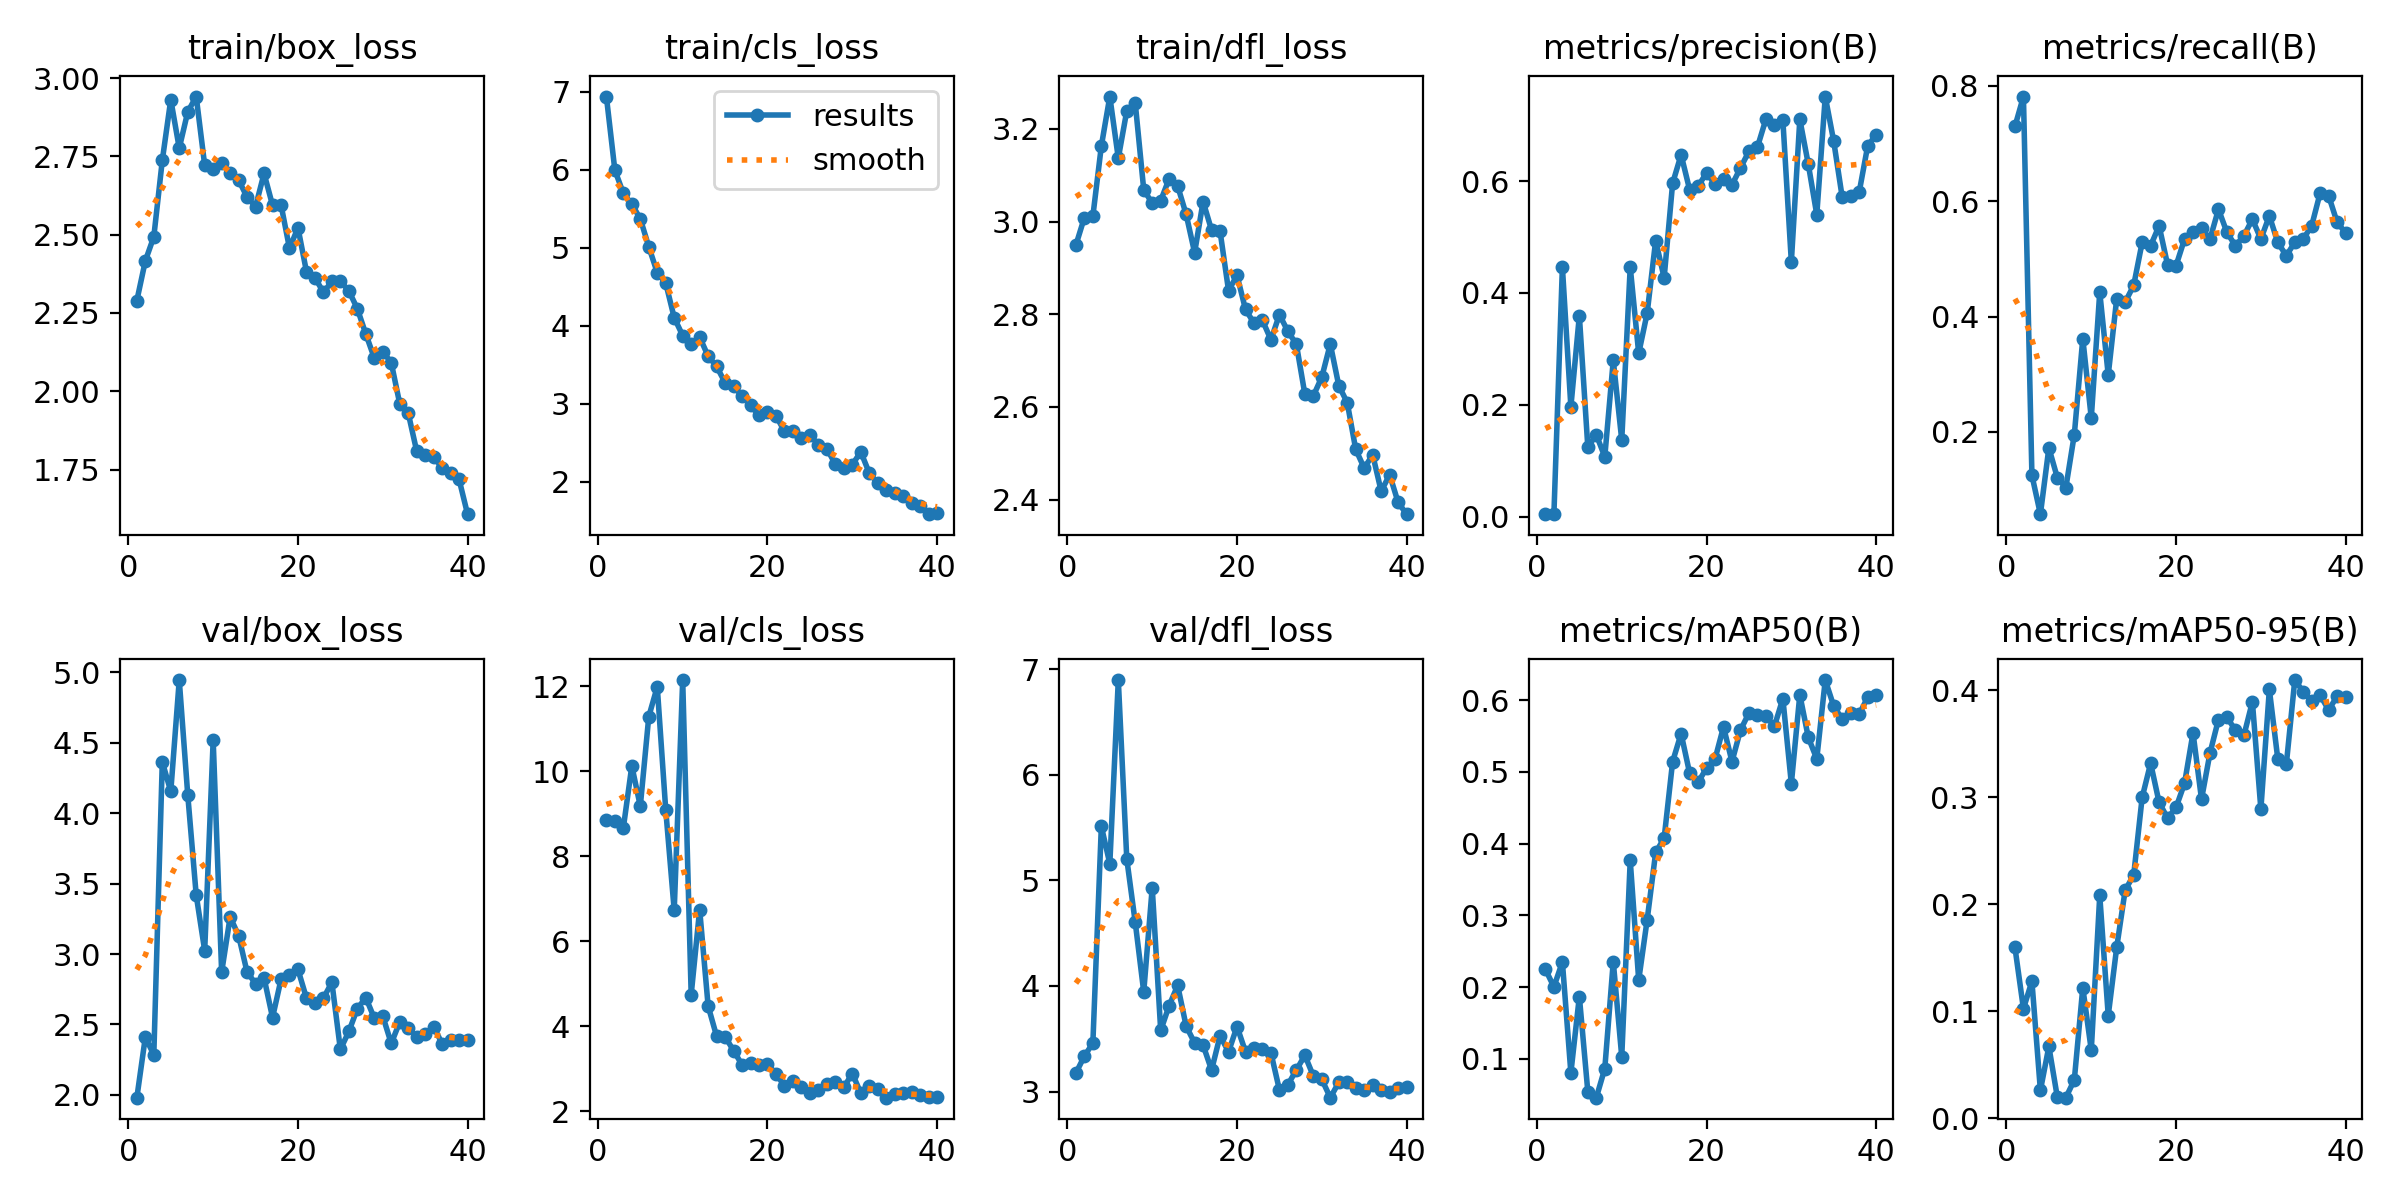 train/box_loss
3.00
2.75
2.50
2.25
2.00
1.75
0 20 40
train/cls_loss
results
smooth
7
6
5
4
3
2
0 20 40
train/dfl_loss
3.2
3.0
2.8
2.6
2.4
0 20 40
metrics/precision(B)
0.6
0.4
0.2
0.0
0 20 40
metrics/recall(B)
0.8
0.6
0.4
0.2
0 20 40
val/box_loss
5.0
4.5
4.0
3.5
3.0
2.5
2.0
0 20 40
val/cls_loss
12
10
8
6
4
2
0 20 40
val/dfl_loss
7
6
5
4
3
0 20 40
metrics/mAP50(B)
0.6
0.5
0.4
0.3
0.2
0.1
0 20 40
metrics/mAP50-95(B)
0.4
0.3
0.2
0.1
0.0
0 20 40